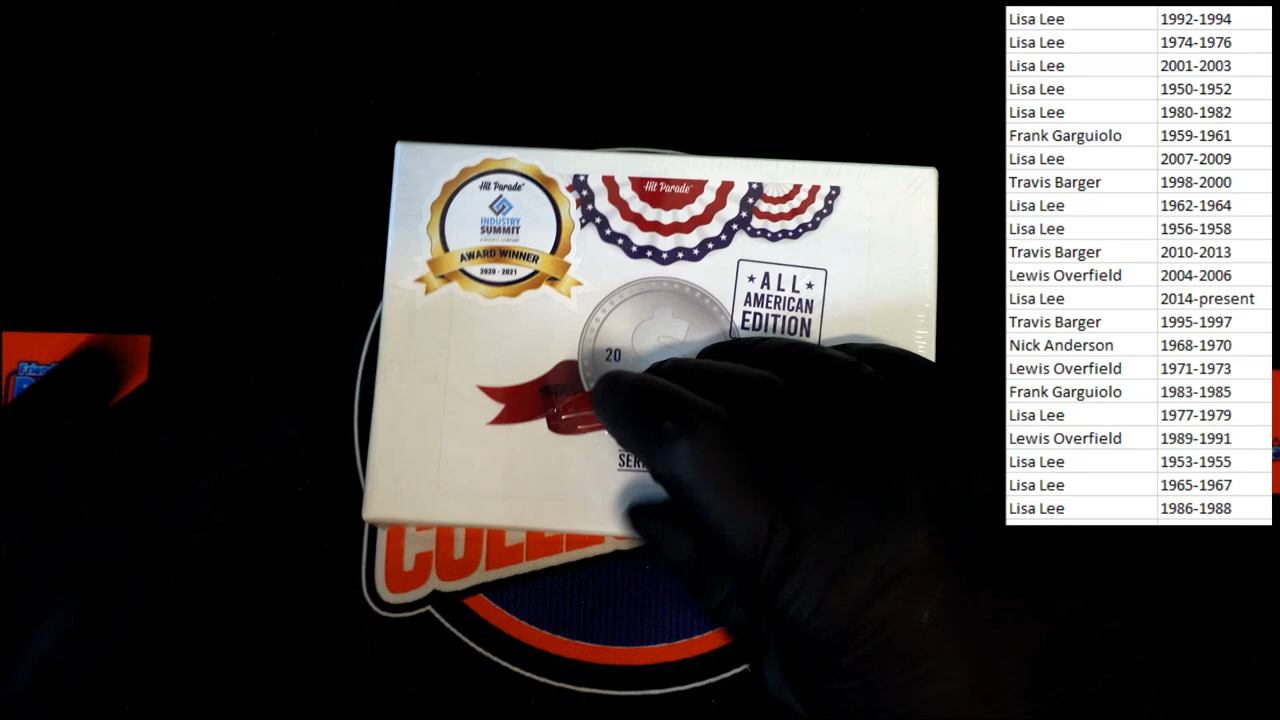 Hit Parade
INDUSTRY
SUMMIT
AWARD WINNER
2020 - 2021
Hit Parade
ALL
AMERICAN
EDITION
20
Lisa Lee 1992-1994
Lisa Lee 1974-1976
Lisa Lee 2001-2003
Lisa Lee 1950-1952
Lisa Lee 1980-1982
Frank Garguiolo 1959-1961
Lisa Lee 2007-2009
Travis Barger 1998-2000
Lisa Lee 1962-1964
Lisa Lee 1956-1958
Travis Barger 2010-2013
Lewis Overfield 2004-2006
Lisa Lee 2014-present
Travis Barger 1995-1997
Nick Anderson 1968-1970
Lewis Overfield 1971-1973
Frank Garguiolo 1983-1985
Lisa Lee 1977-1979
Lewis Overfield 1989-1991
Lisa Lee 1953-1955
Lisa Lee 1965-1967
Lisa Lee 1986-1988